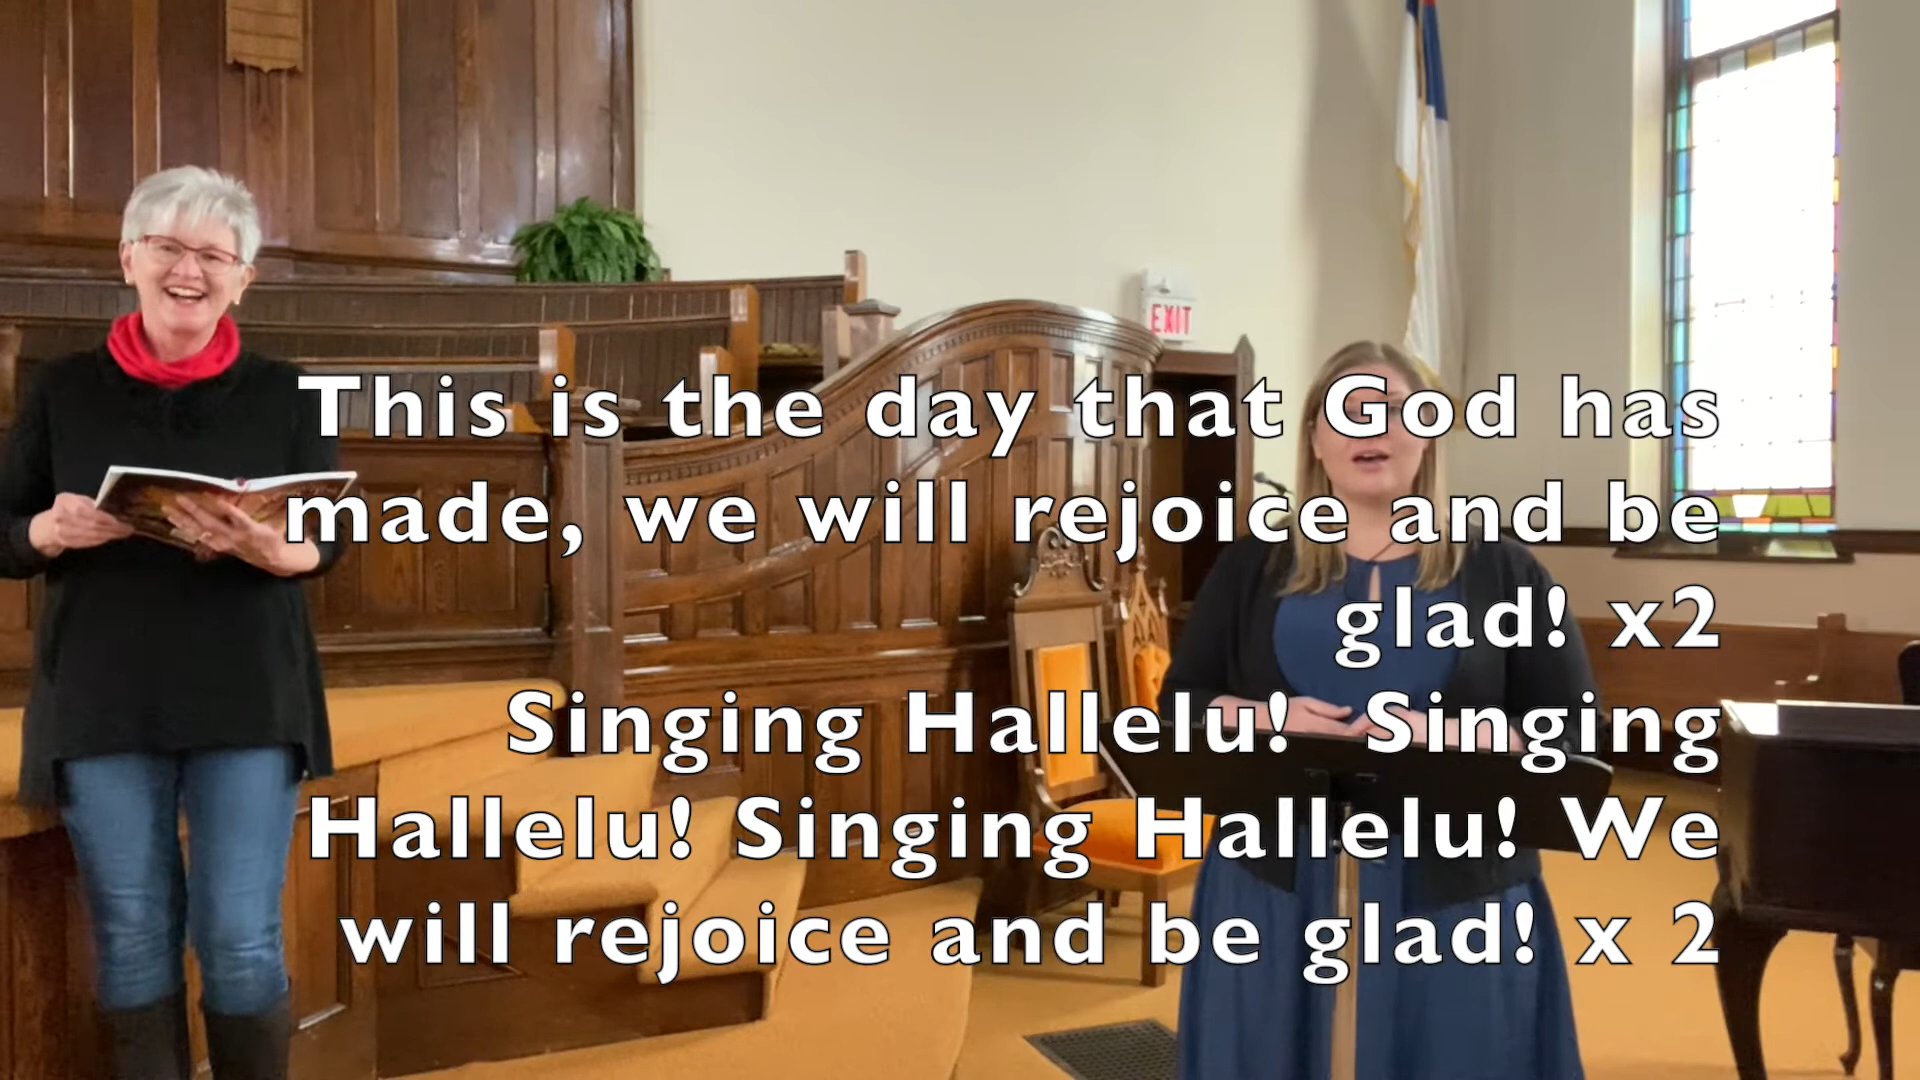 EXIT
This is the day that God has
made, we will rejoice and be
glad! x2
Singing Hallelu!  Singing
Hallelu! Singing Hallelu! We
will rejoice and be glad! x 2